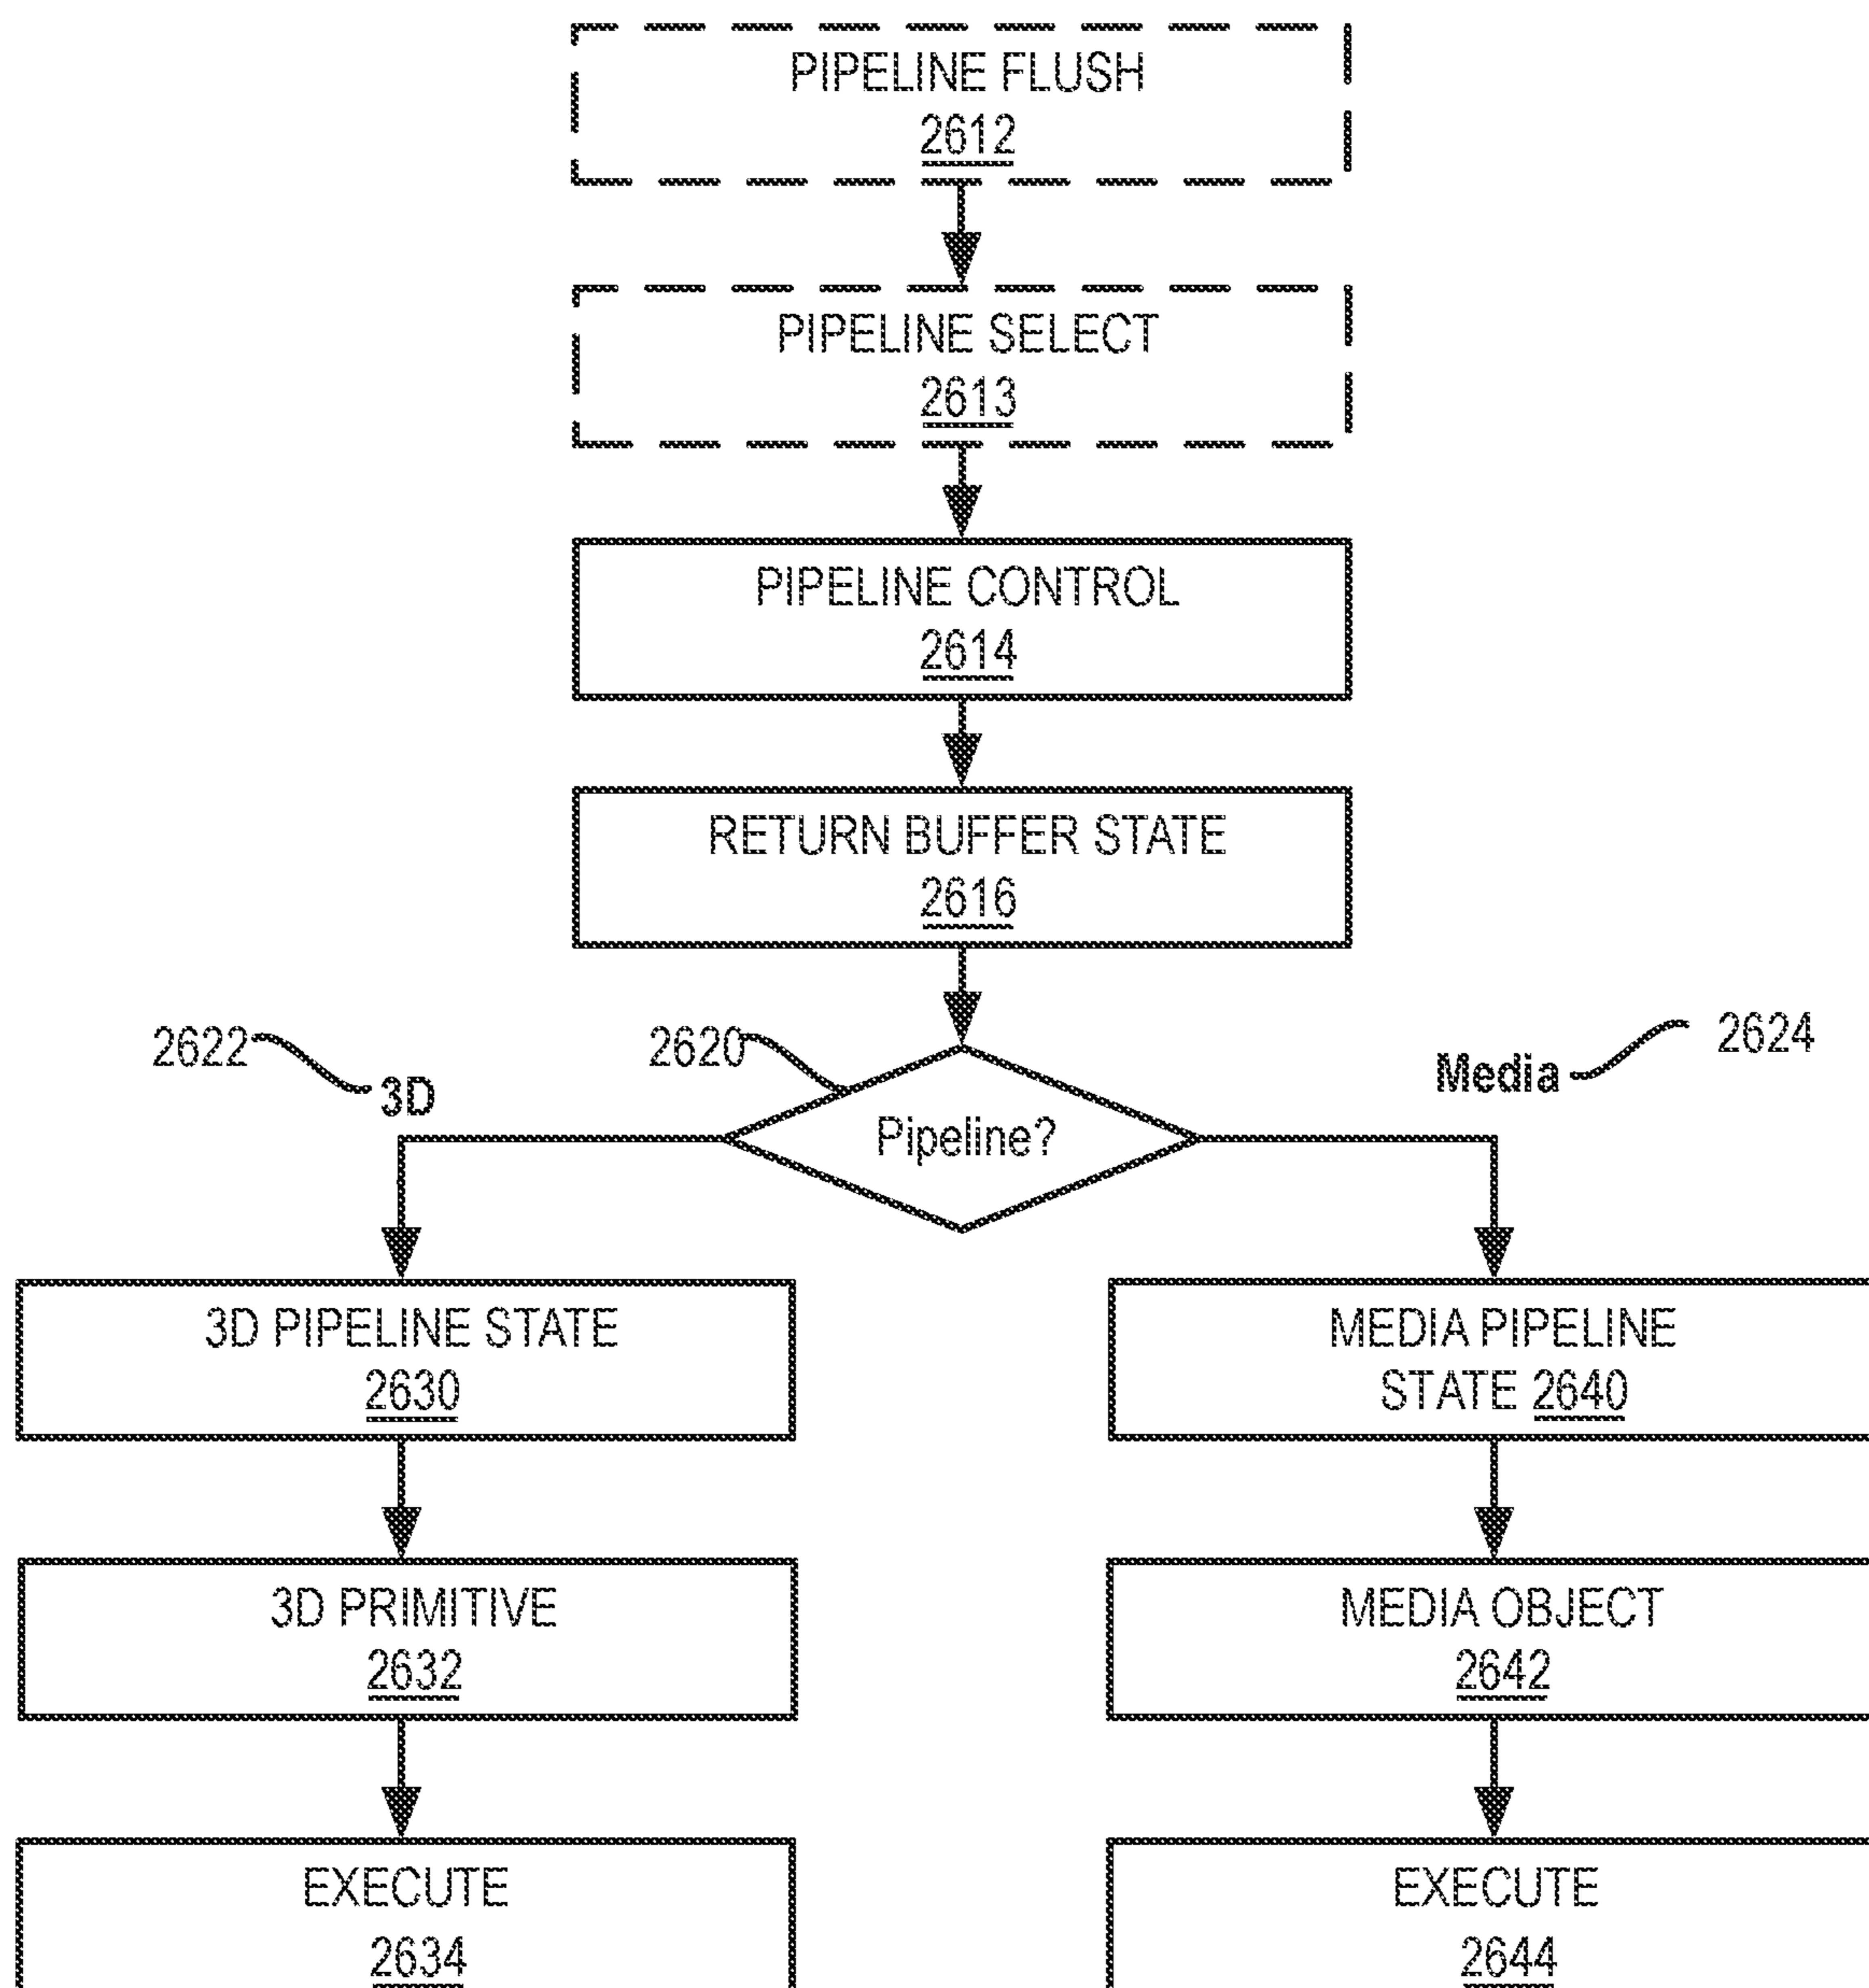 PIPELINE FLUSH
2612
PIPELINE SELECT
2613
PIPELINE CONTROL
2614
RETURN BUFFER STATE
2616
2622
3D
2620
Pipeline?
Media
2624
3D PIPELINE STATE
2630
MEDIA PIPELINE
STATE 2640
3D PRIMITIVE
2632
MEDIA OBJECT
2642
EXECUTE
2634
EXECUTE
2644